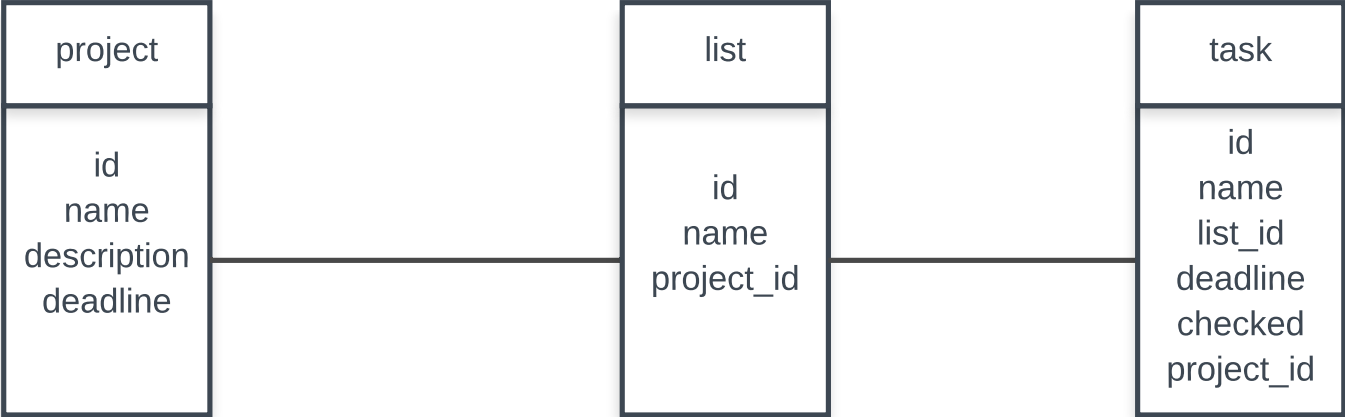 project
id
name
description
deadline
list
id
name
project_id
task
id
name
list_id
deadline
checked
project_id